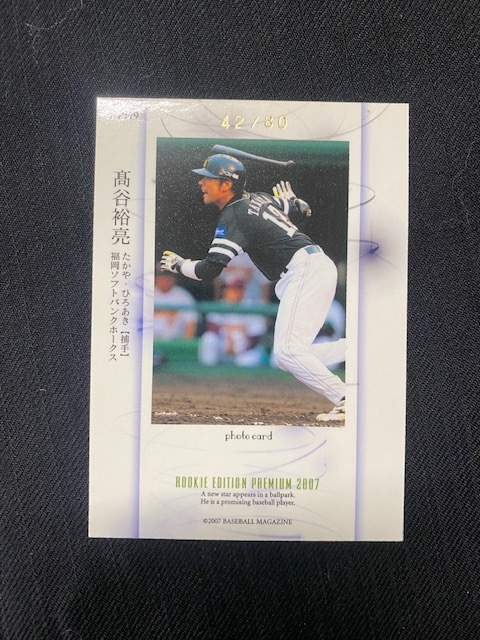 42/60
髙谷裕亮
たかや・ひろあき【捕手】
福岡ソフトバンクホークス
photo card
ROOKIE EDITION PREMIUM 2007
A new star appears in a ballpark.
He is a promising baseball player.
©2007 BASEBALL MAGAZINE